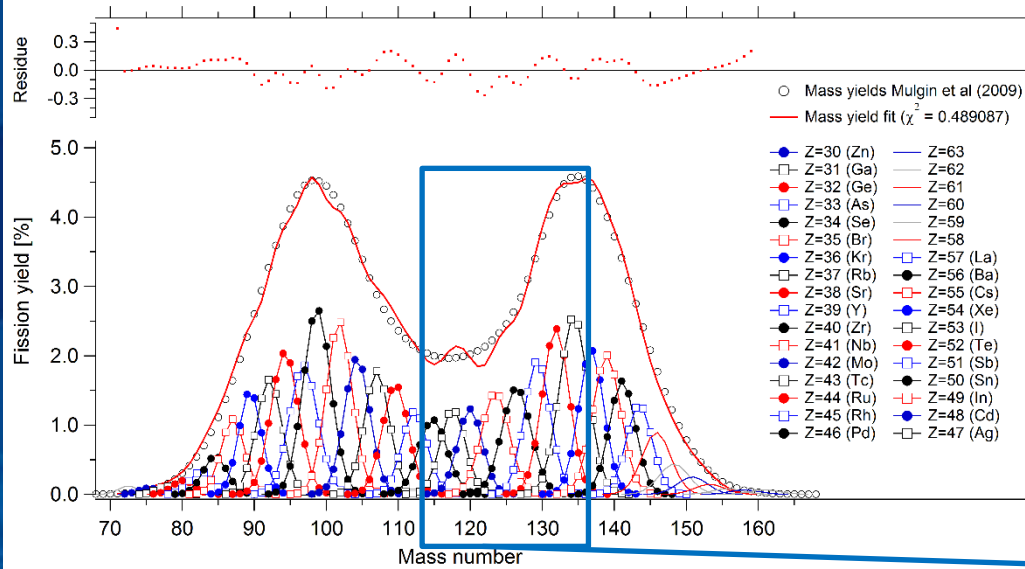 Residue
0.3
0.0
-0.3
Mass yields Mulgin et al (2009)
Mass yield fit (χ² = 0.489087)
Fission yield [%]
5.0
4.0
3.0
2.0
1.0
0.0
Z=30 (Zn) Z=63
Z=31 (Ga) Z=62
Z=32 (Ge) Z=61
Z=33 (As) Z=60
Z=34 (Se) Z=59
Z=35 (Br) Z=58
Z=36 (Kr) Z=57 (La)
Z=37 (Rb) Z=56 (Ba)
Z=38 (Sr) Z=55 (Cs)
Z=39 (Y) Z=54 (Xe)
Z=40 (Zr) Z=53 (I)
Z=41 (Nb) Z=52 (Te)
Z=42 (Mo) Z=51 (Sb)
Z=43 (Tc) Z=50 (Sn)
Z=44 (Ru) Z=49 (In)
Z=45 (Rh) Z=48 (Cd)
Z=46 (Pd) Z=47 (Ag)
70 80 90 100 110 120 130 140 150 160
Mass number